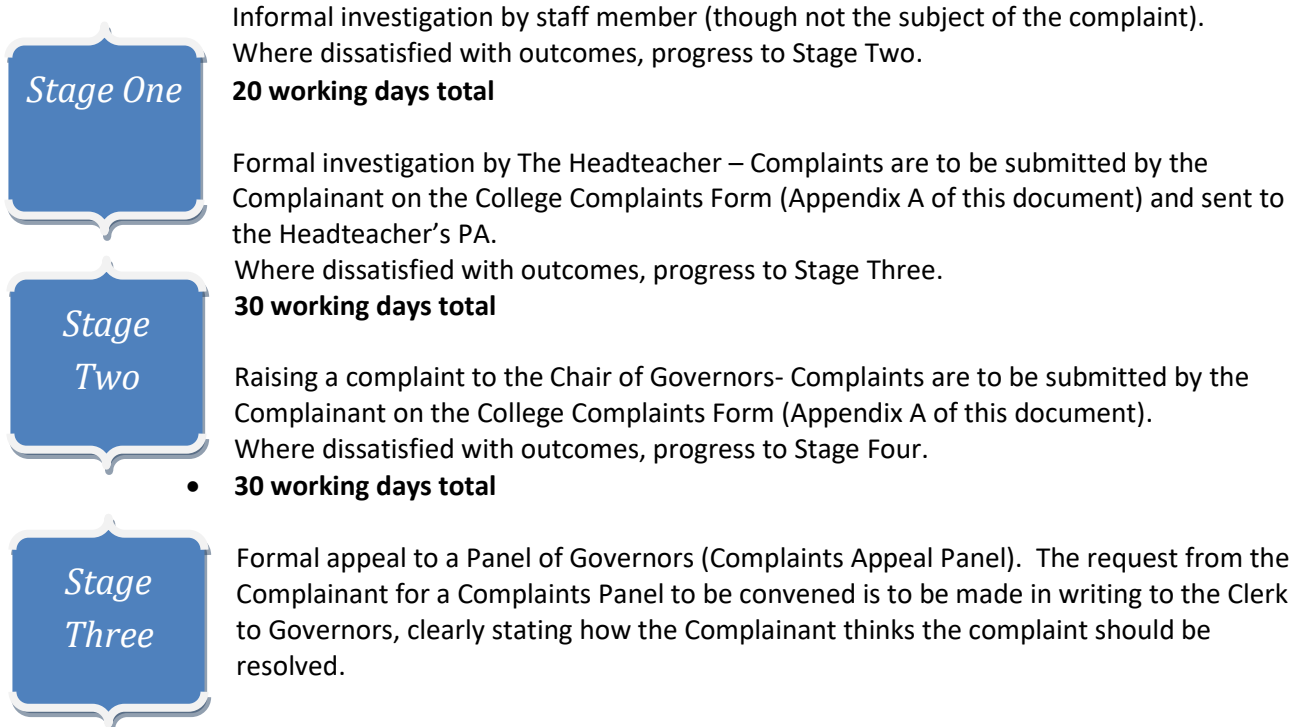 Informal investigation by staff member (though not the subject of the complaint).
Where dissatisfied with outcomes, progress to Stage Two.
Stage One
20 working days total
Formal investigation by The Headteacher – Complaints are to be submitted by the
Complainant on the College Complaints Form (Appendix A of this document) and sent to
the Headteacher’s PA.
Where dissatisfied with outcomes, progress to Stage Three.
30 working days total
Stage
Two
Raising a complaint to the Chair of Governors- Complaints are to be submitted by the
Complainant on the College Complaints Form (Appendix A of this document).
Where dissatisfied with outcomes, progress to Stage Four.
• 30 working days total
Stage
Three
Formal appeal to a Panel of Governors (Complaints Appeal Panel).  The request from the
Complainant for a Complaints Panel to be convened is to be made in writing to the Clerk
to Governors, clearly stating how the Complainant thinks the complaint should be
resolved.